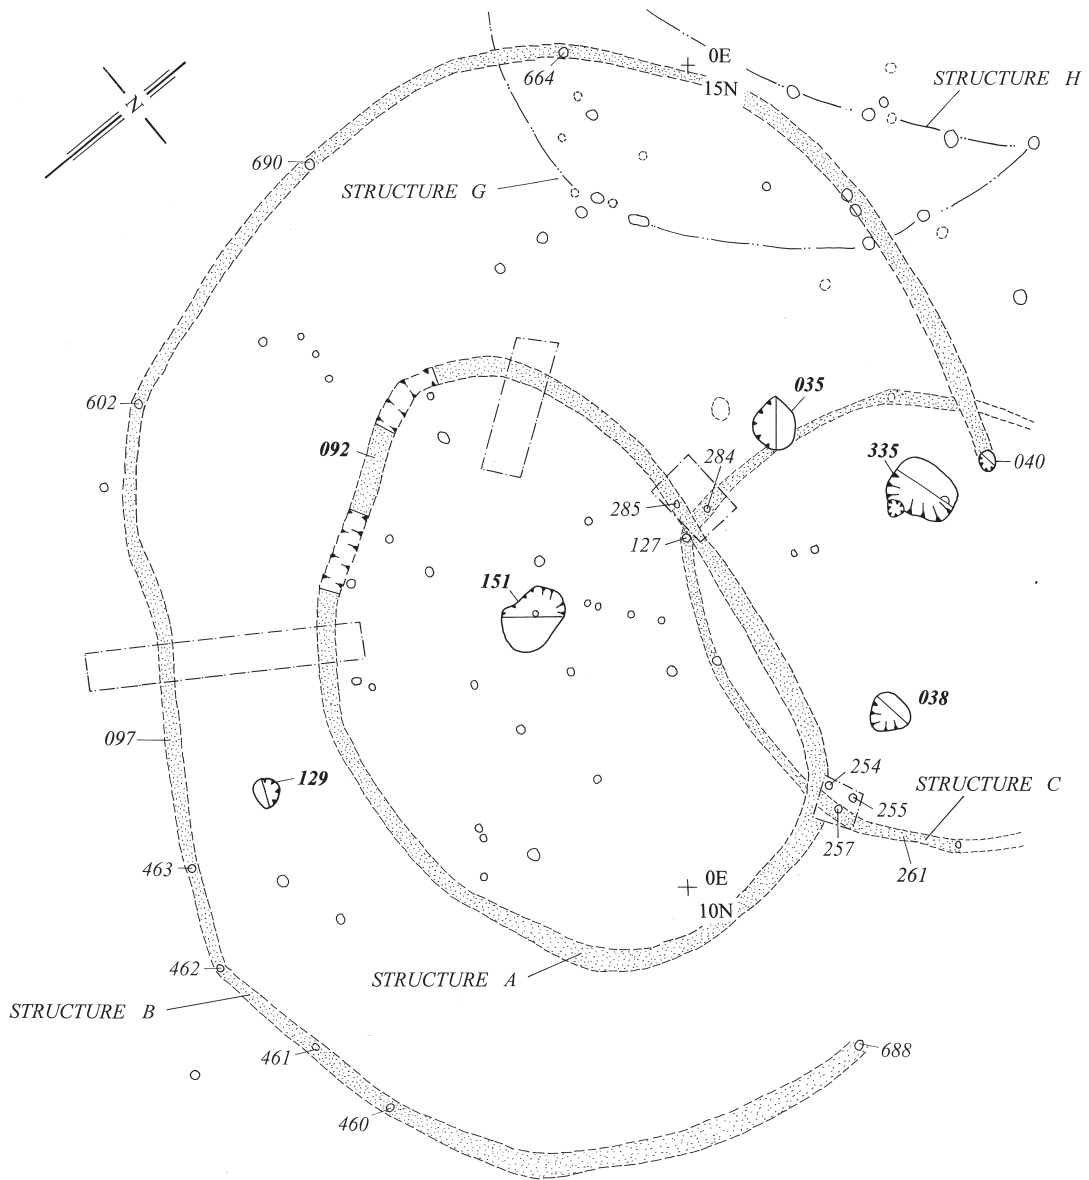 0E
664
15N
STRUCTURE H
N
690
STRUCTURE G
035
602
092
284
335
040
285
127
151
038
097
129
254
STRUCTURE C
255
257
463
261
0E
10N
462
STRUCTURE A
STRUCTURE B
461
688
460